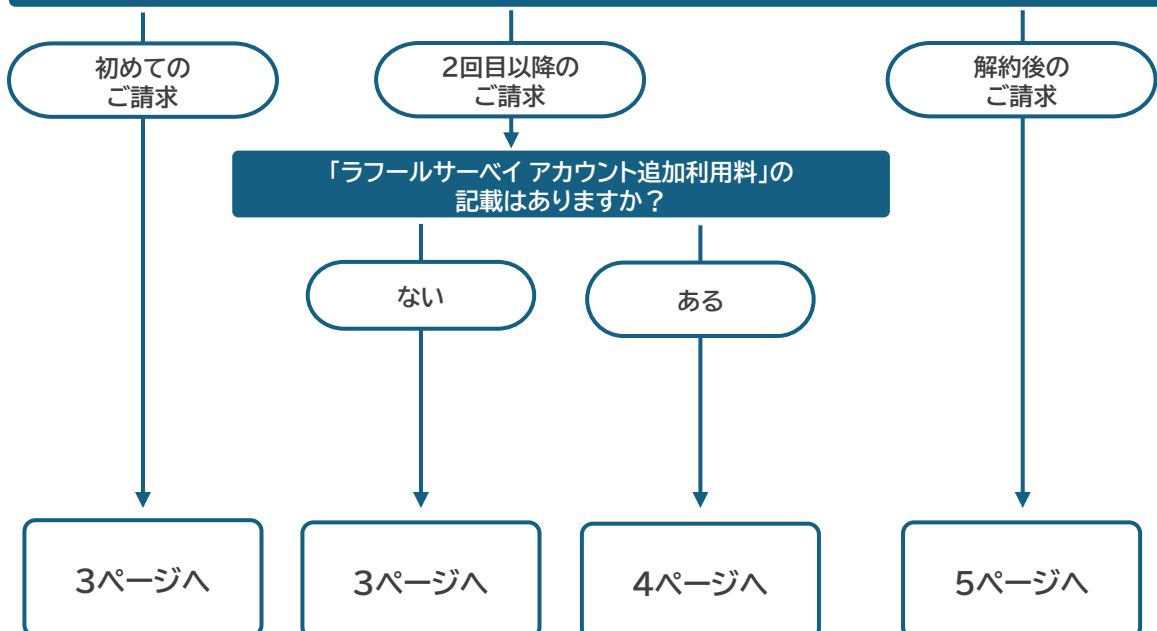 初めての
ご請求
2回目以降の
ご請求
解約後の
ご請求
「ラフールサーベイ アカウント追加利用料」の
記載はありますか？
ない
ある
3ページへ
3ページへ
4ページへ
5ページへ